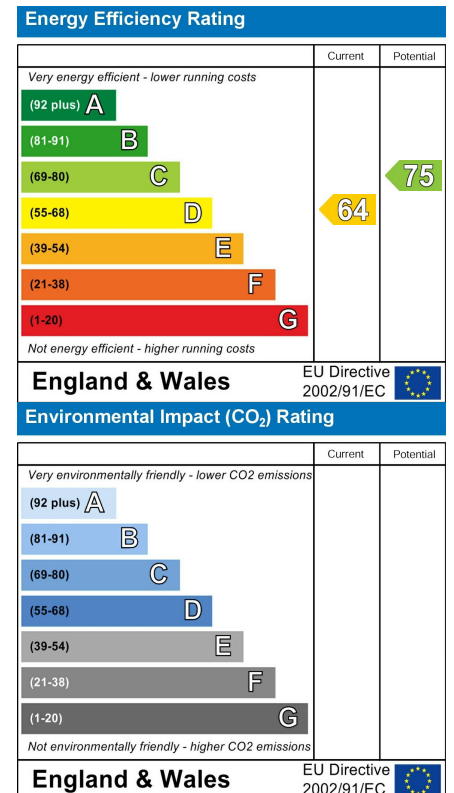 Energy Efficiency Rating
Current Potential
Very energy efficient - lower running costs
(92 plus) A
(81-91) B
(69-80) C
75
(55-68) D
64
(39-54) E
(21-38) F
(1-20) G
Not energy efficient - higher running costs
England & Wales
EU Directive
2002/91/EC
Environmental Impact (CO₂) Rating
Current Potential
Very environmentally friendly - lower CO2 emissions
(92 plus) A
(81-91) B
(69-80) C
(55-68) D
(39-54) E
(21-38) F
(1-20) G
Not environmentally friendly - higher CO2 emissions
England & Wales
EU Directive
2002/91/EC